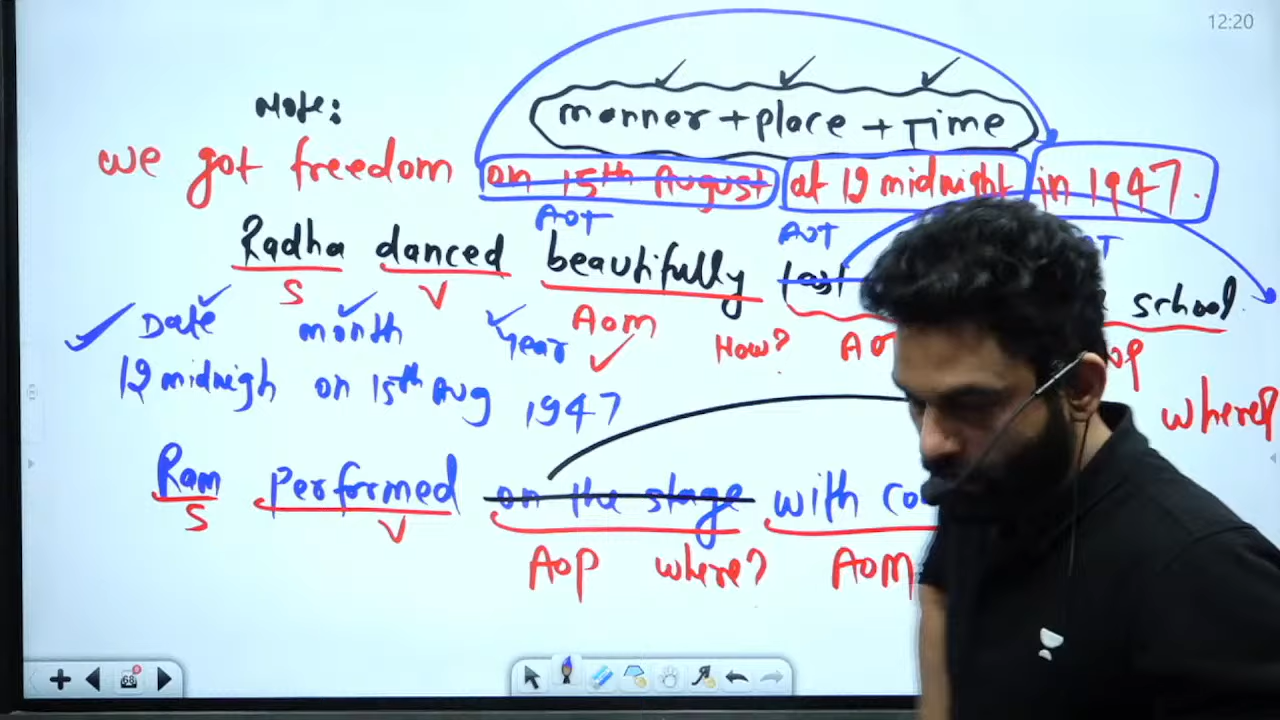 12:20
manner + place + Time
Note:
we got freedom on 15th August at 12 midnight in 1947.
AOT AOT
Radha danced beautifully last school.
S V AOM How?
Date month Year
where?
12 midnigh on 15th Aug 1947
Ram performed on the stage with
S V AOP where? AOM
68